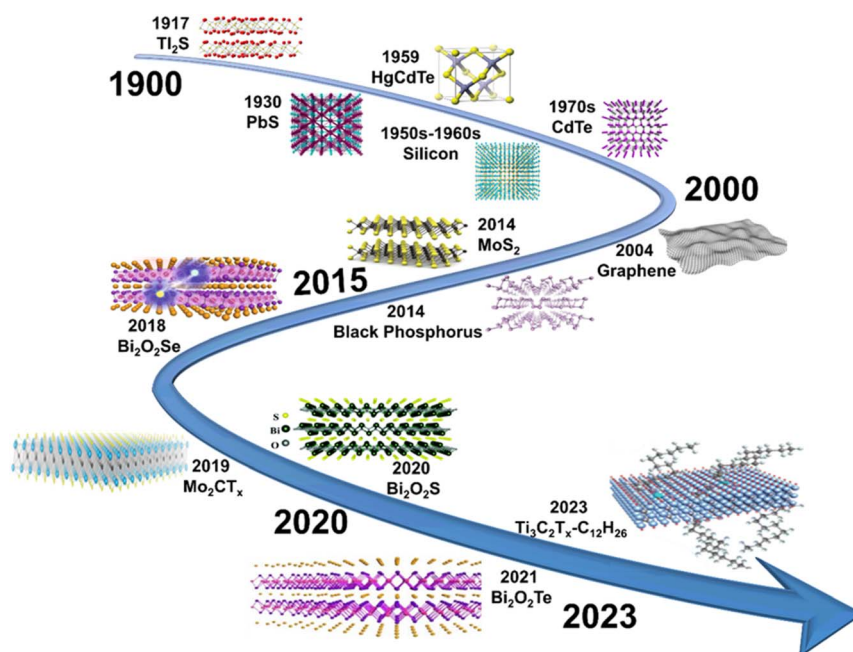 1917
Tl₂S
1900
1959
HgCdTe
1930
PbS
1950s-1960s
Silicon
1970s
CdTe
2000
2014
MoS₂
2004
Graphene
2015
2014
Black Phosphorus
2018
Bi₂O₂Se
S
Bi
O
2019
Mo₂CTₓ
2020
Bi₂O₂S
2020
2023
Ti₃C₂Tₓ-C₁₂H₂₆
2021
Bi₂O₂Te
2023